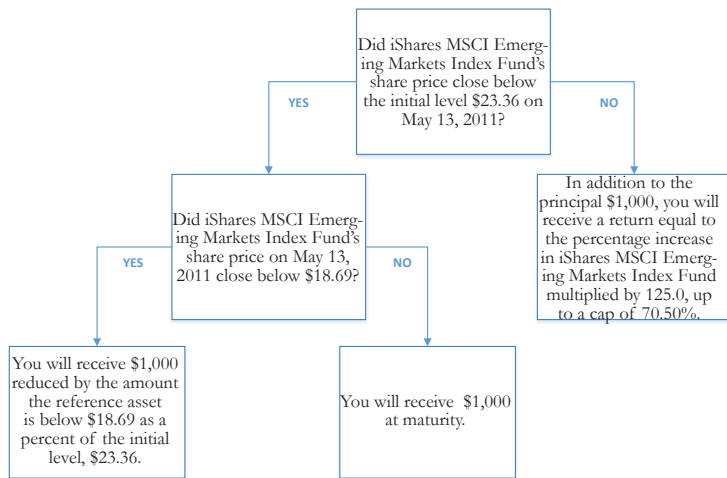 Did iShares MSCI Emerg-
ing Markets Index Fund's
share price close below
the initial level $23.36 on
May 13, 2011?
YES
NO
Did iShares MSCI Emerg-
ing Markets Index Fund's
share price on May 13,
2011 close below $18.69?
In addition to the
principal $1,000, you will
receive a return equal to
the percentage increase
in iShares MSCI Emerg-
ing Markets Index Fund
multiplied by 125.0, up
to a cap of 70.50%.
YES
NO
You will receive $1,000
reduced by the amount
the reference asset
is below $18.69 as a
percent of the initial
level, $23.36.
You will receive $1,000
at maturity.